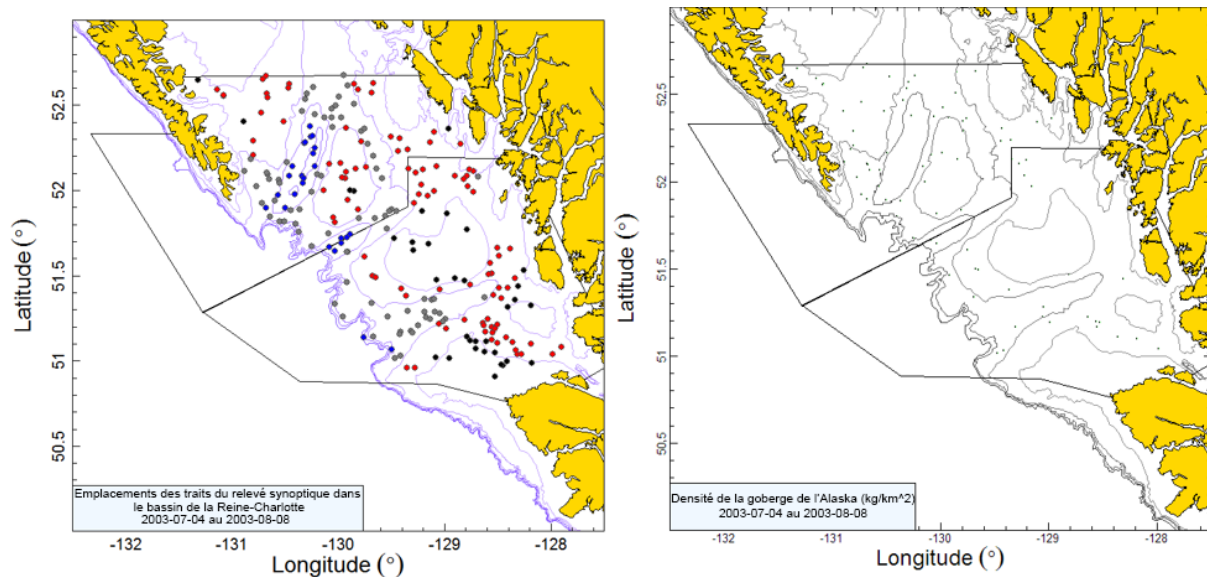 52.5
52
51.5
51
50.5
Latitude (°)
Emplacements des traits du relevé synoptique dans
le bassin de la Reine-Charlotte
2003-07-04 au 2003-08-08
-132
-131
-130
-129
-128
Longitude (°)
52.5
52
51.5
51
50.5
Latitude (°)
Densité de la goberge de l'Alaska (kg/km^2)
2003-07-04 au 2003-08-08
-132
-131
-130
-129
-128
Longitude (°)